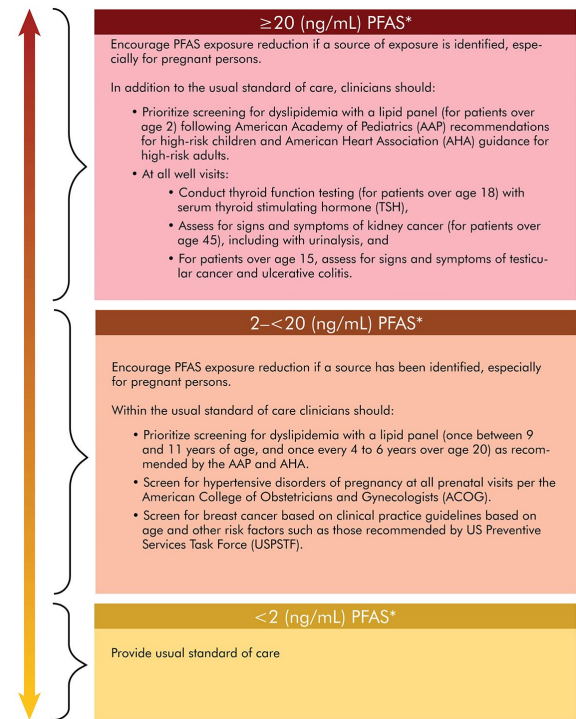 ≥20 (ng/mL) PFAS*
Encourage PFAS exposure reduction if a source of exposure is identified, espe-
cially for pregnant persons.
In addition to the usual standard of care, clinicians should:
• Prioritize screening for dyslipidemia with a lipid panel (for patients over
age 2) following American Academy of Pediatrics (AAP) recommendations
for high-risk children and American Heart Association (AHA) guidance for
high-risk adults.
• At all well visits:
• Conduct thyroid function testing (for patients over age 18) with
serum thyroid stimulating hormone (TSH),
• Assess for signs and symptoms of kidney cancer (for patients over
age 45), including with urinalysis, and
• For patients over age 15, assess for signs and symptoms of testicu-
lar cancer and ulcerative colitis.
2–<20 (ng/mL) PFAS*
Encourage PFAS exposure reduction if a source has been identified, especially
for pregnant persons.
Within the usual standard of care clinicians should:
• Prioritize screening for dyslipidemia with a lipid panel (once between 9
and 11 years of age, and once every 4 to 6 years over age 20) as recom-
mended by the AAP and AHA.
• Screen for hypertensive disorders of pregnancy at all prenatal visits per the
American College of Obstetricians and Gynecologists (ACOG).
• Screen for breast cancer based on clinical practice guidelines based on
age and other risk factors such as those recommended by US Preventive
Services Task Force (USPSTF).
<2 (ng/mL) PFAS*
Provide usual standard of care